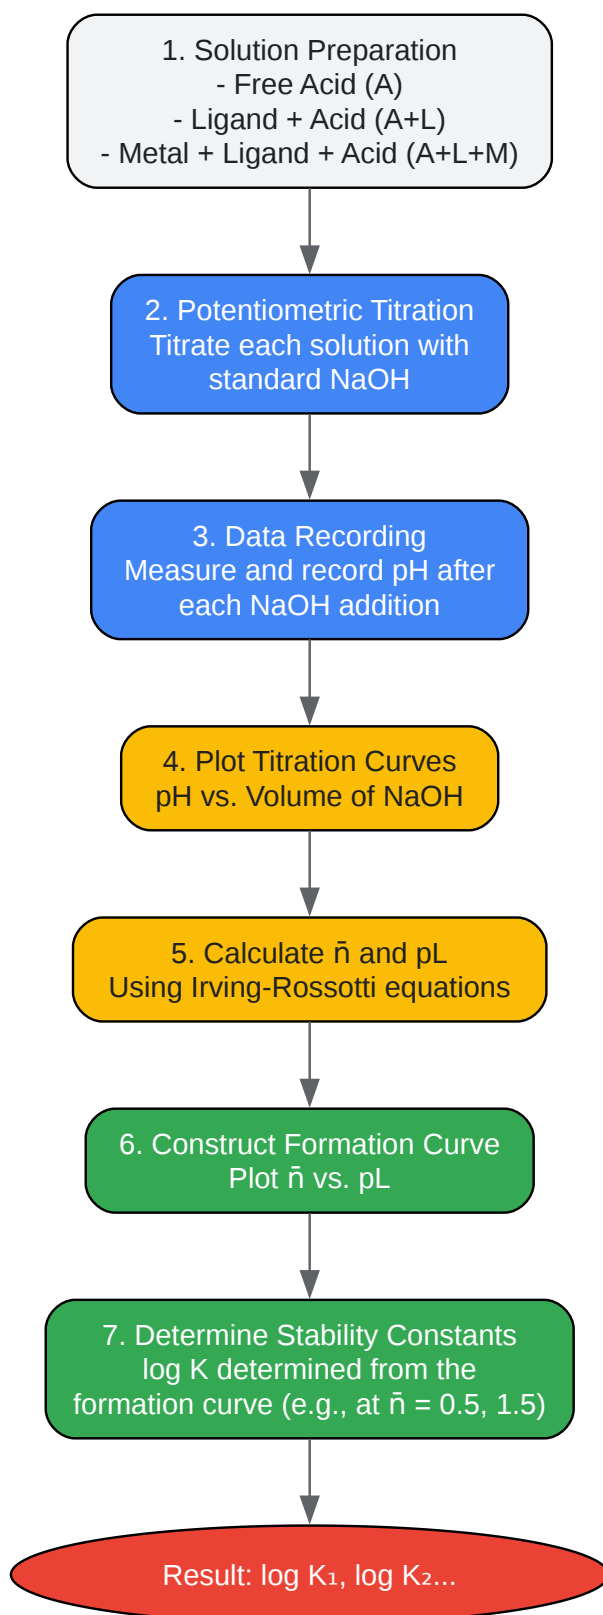 1. Solution Preparation
- Free Acid (A)
- Ligand + Acid (A+L)
- Metal + Ligand + Acid (A+L+M)
2. Potentiometric Titration
Titrate each solution with
standard NaOH
3. Data Recording
Measure and record pH after
each NaOH addition
4. Plot Titration Curves
pH vs. Volume of NaOH
5. Calculate n̄ and pL
Using Irving-Rossotti equations
6. Construct Formation Curve
Plot n̄ vs. pL
7. Determine Stability Constants
log K determined from the
formation curve (e.g., at n̄ = 0.5, 1.5)
Result: log K₁, log K₂...